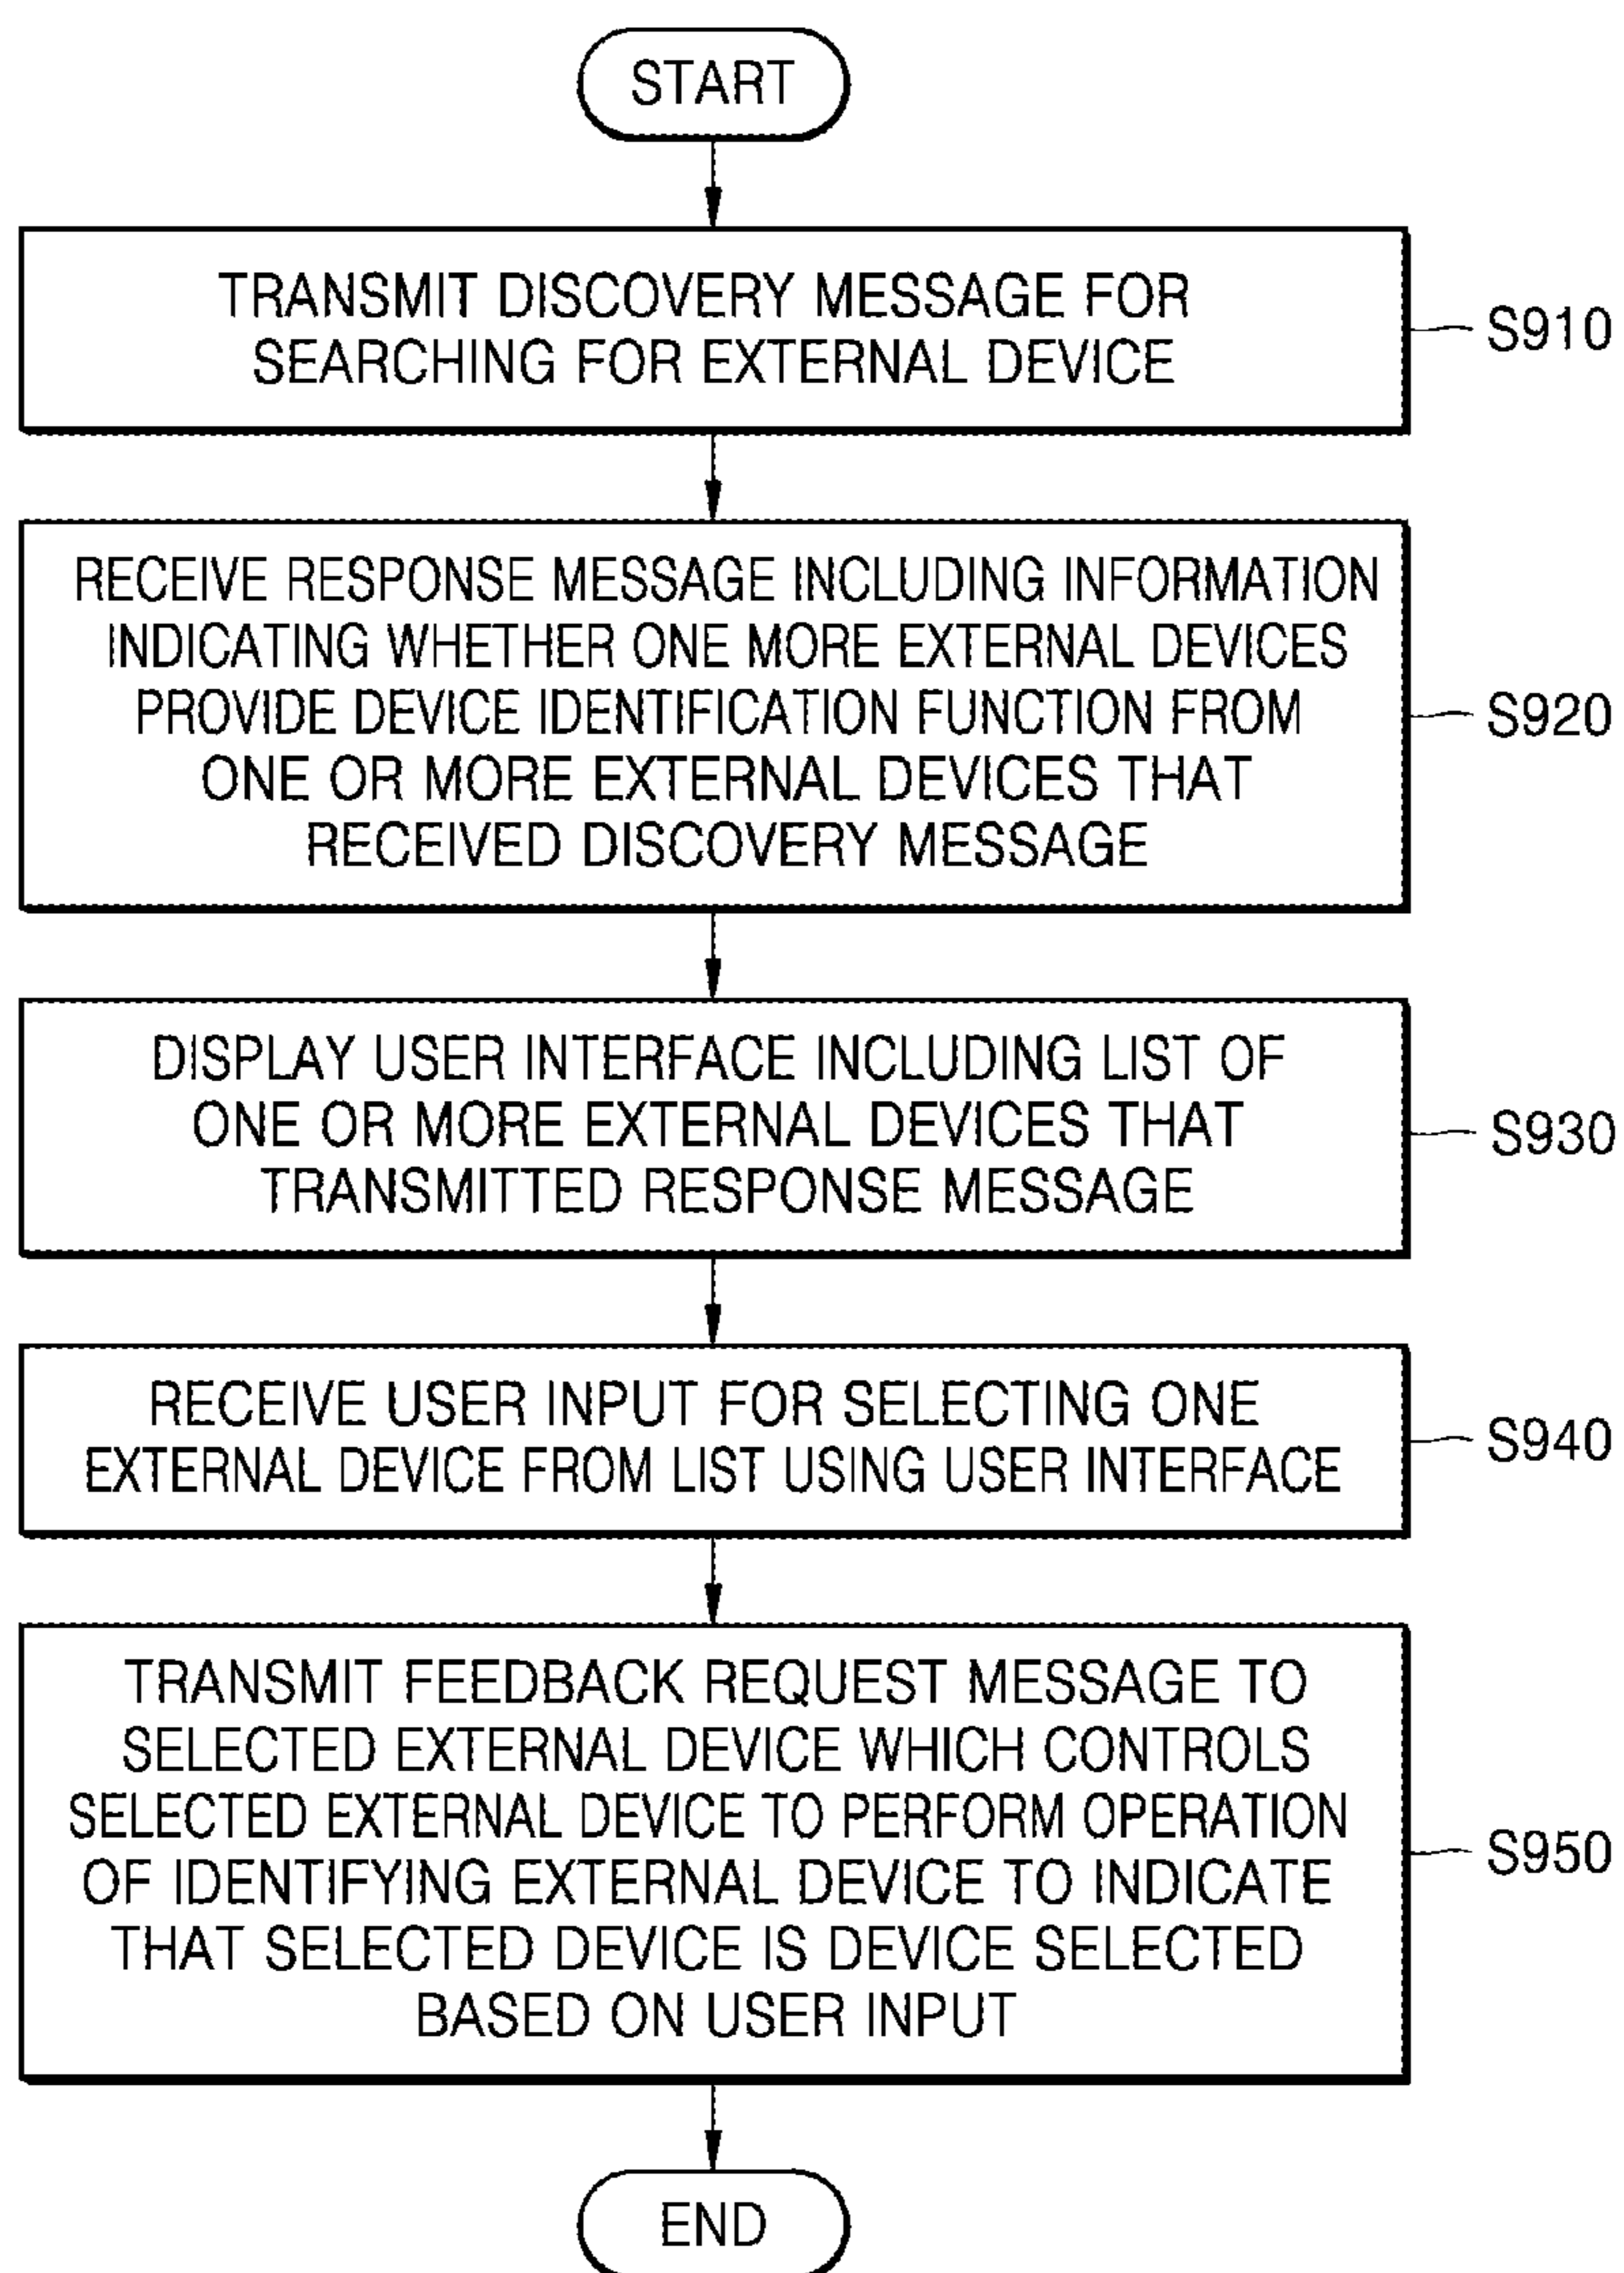 START
TRANSMIT DISCOVERY MESSAGE FOR
SEARCHING FOR EXTERNAL DEVICE
S910
RECEIVE RESPONSE MESSAGE INCLUDING INFORMATION
INDICATING WHETHER ONE MORE EXTERNAL DEVICES
PROVIDE DEVICE IDENTIFICATION FUNCTION FROM
ONE OR MORE EXTERNAL DEVICES THAT
RECEIVED DISCOVERY MESSAGE
S920
DISPLAY USER INTERFACE INCLUDING LIST OF
ONE OR MORE EXTERNAL DEVICES THAT
TRANSMITTED RESPONSE MESSAGE
S930
RECEIVE USER INPUT FOR SELECTING ONE
EXTERNAL DEVICE FROM LIST USING USER INTERFACE
S940
TRANSMIT FEEDBACK REQUEST MESSAGE TO
SELECTED EXTERNAL DEVICE WHICH CONTROLS
SELECTED EXTERNAL DEVICE TO PERFORM OPERATION
OF IDENTIFYING EXTERNAL DEVICE TO INDICATE
THAT SELECTED DEVICE IS DEVICE SELECTED
BASED ON USER INPUT
S950
END